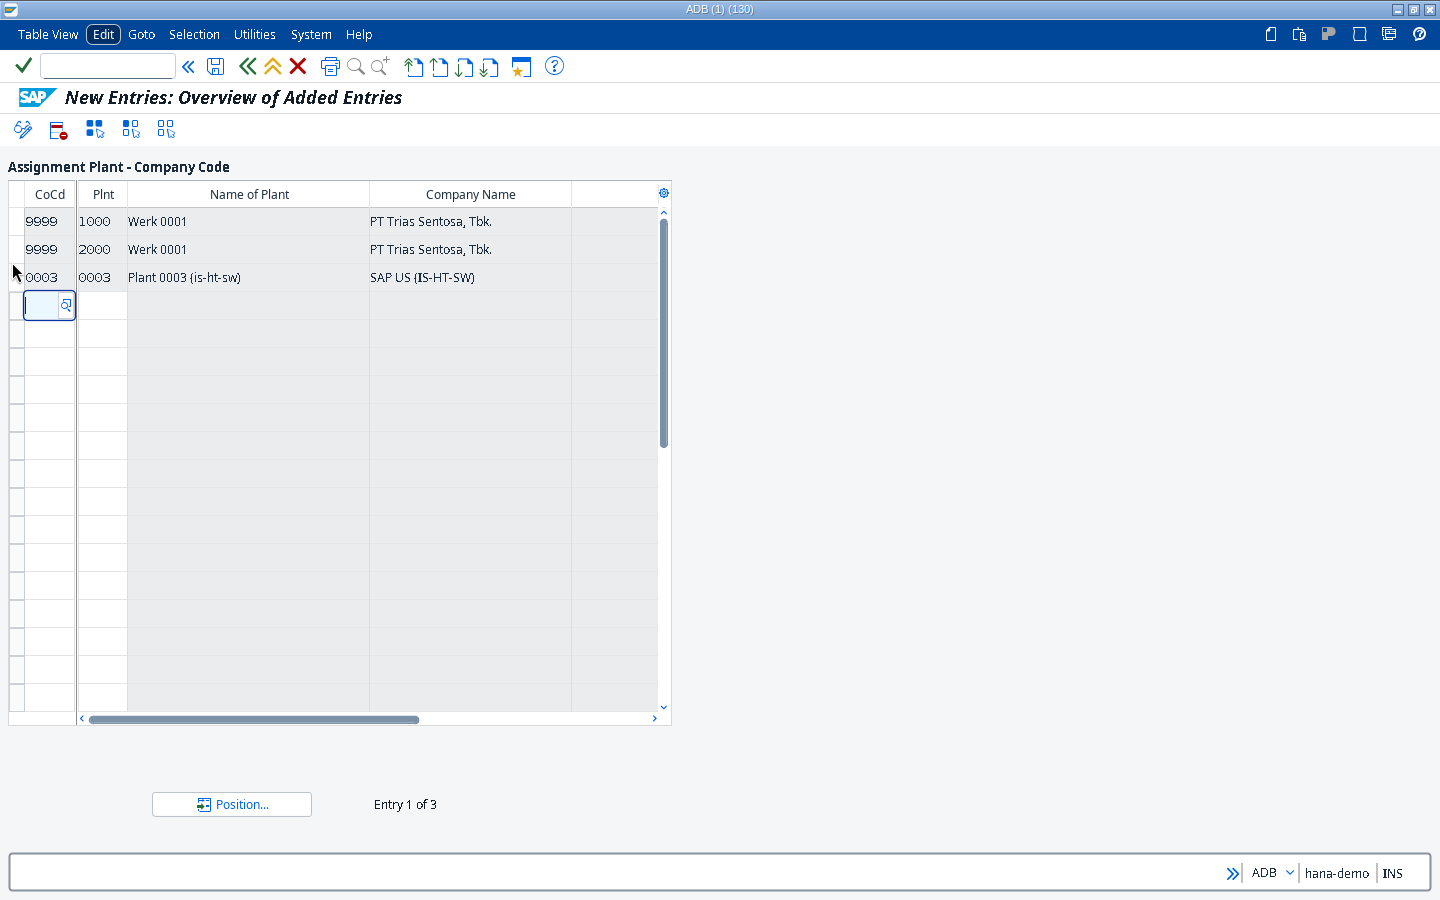 ADB (1) (130)
Table View Edit Goto Selection Utilities System Help
SAP New Entries: Overview of Added Entries
Assignment Plant - Company Code
CoCd Plnt Name of Plant Company Name
9999 1000 Werk 0001 PT Trias Sentosa, Tbk.
9999 2000 Werk 0001 PT Trias Sentosa, Tbk.
0003 0003 Plant 0003 (is-ht-sw) SAP US (IS-HT-SW)
Position... Entry 1 of 3
ADB hana-demo INS